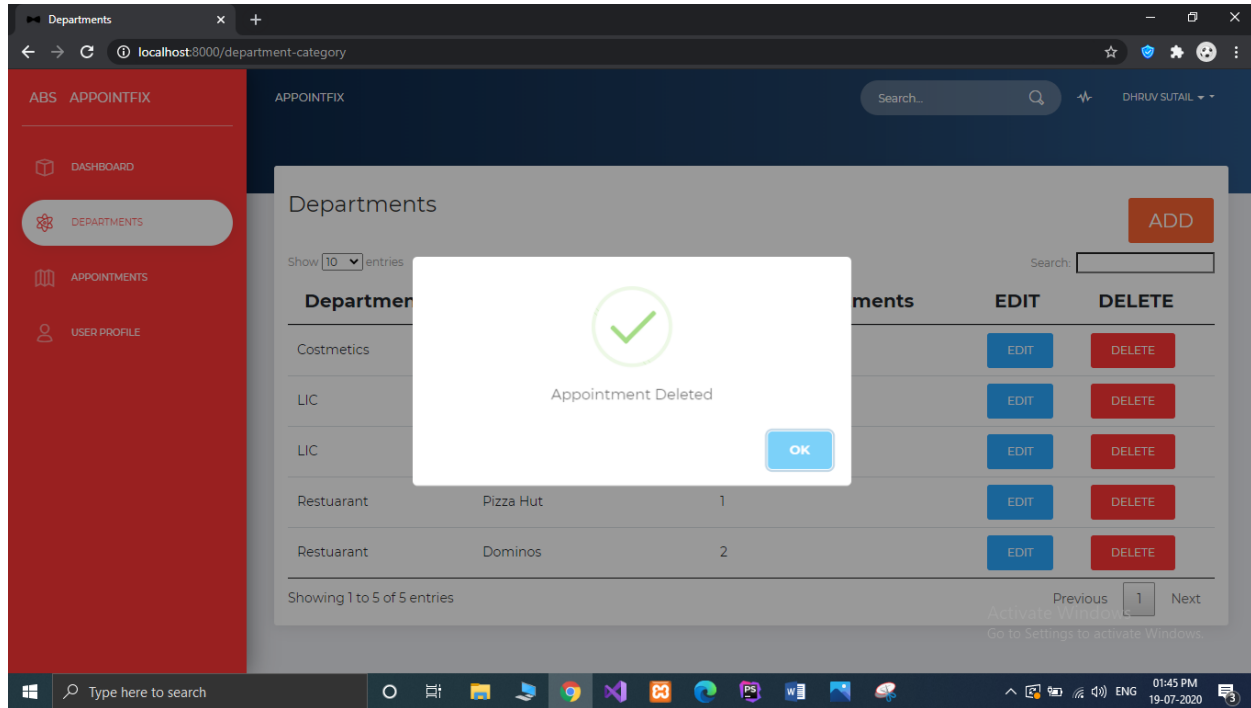 Departments
localhost:8000/department-category
ABS APPOINTFIX
APPOINTFIX
Search...
DHRUV SUTAIL
DASHBOARD
DEPARTMENTS
APPOINTMENTS
USER PROFILE
Departments
ADD
Show 10 entries
Search:
Departmen
ments EDIT DELETE
Costmetics EDIT DELETE
LIC EDIT DELETE
LIC EDIT DELETE
Restuarant Pizza Hut 1 EDIT DELETE
Restuarant Dominos 2 EDIT DELETE
Appointment Deleted
OK
Showing 1 to 5 of 5 entries
Previous 1 Next
Activate Windows
Go to Settings to activate Windows.
Type here to search
PS
W
ENG
01:45 PM
19-07-2020
3